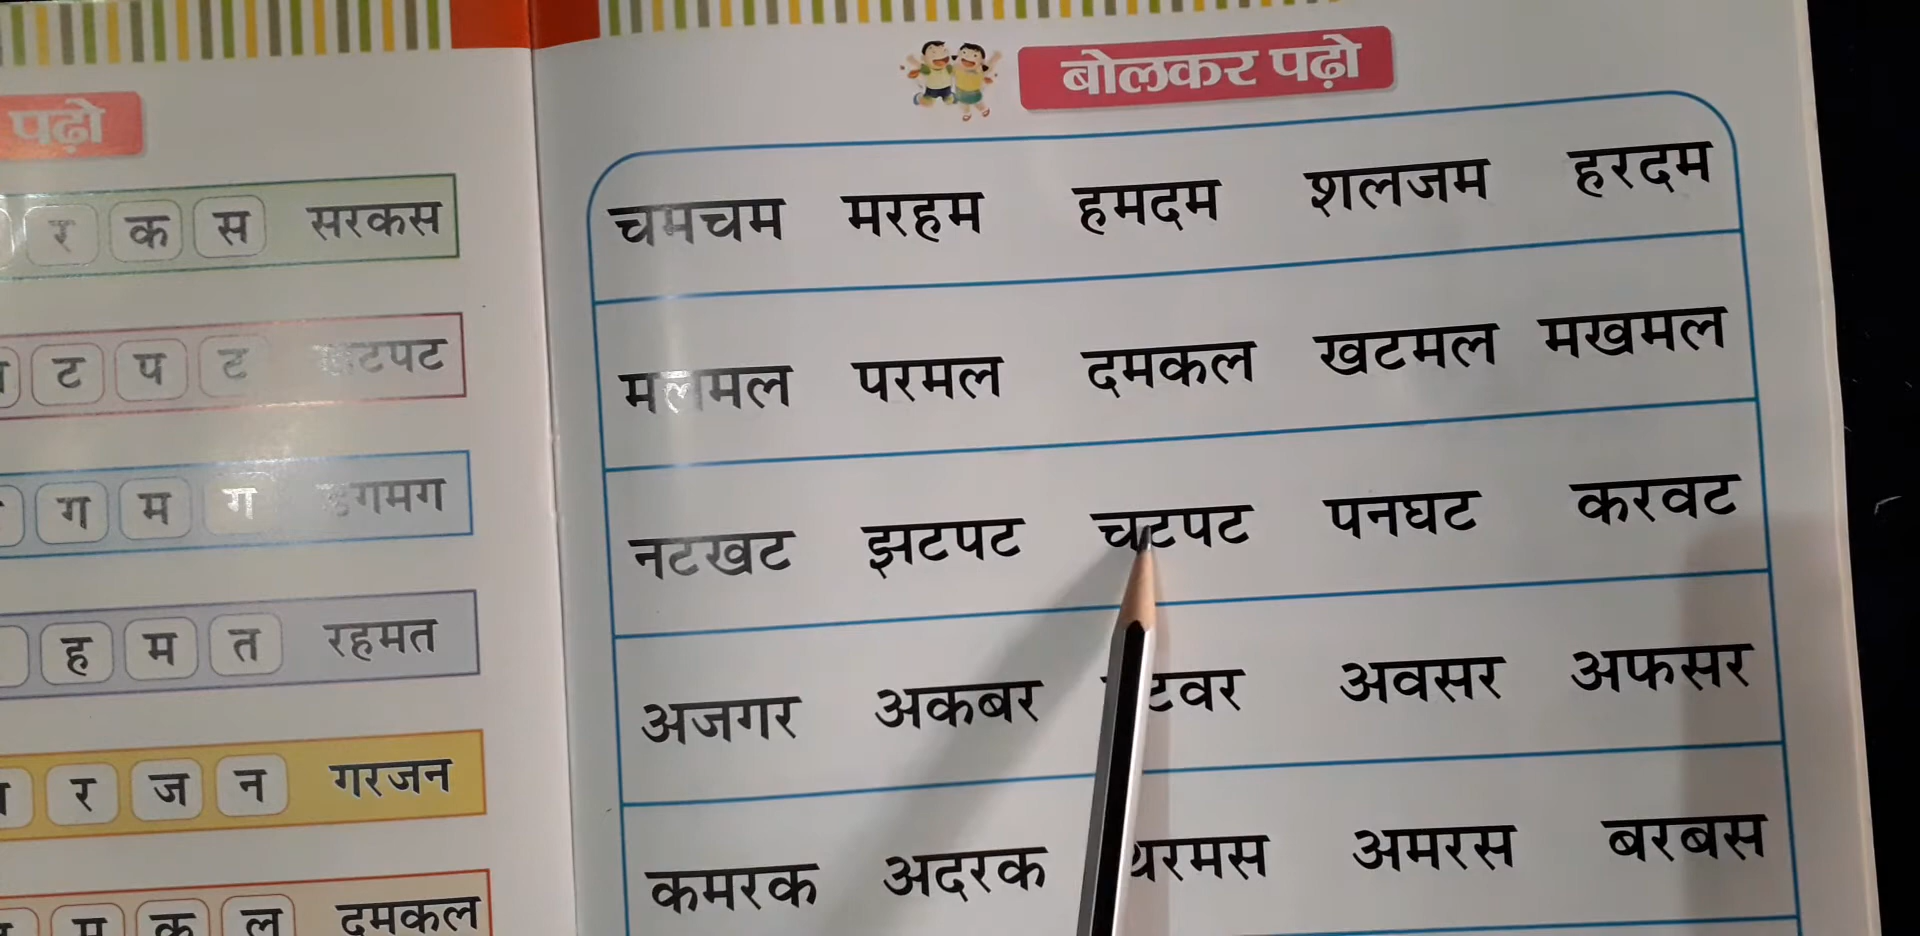 पढ़ो
र क स सरकस
ट प ट
ग म ग
ह म त रहमत
र ज न गरजन
म क ल दमकल
बोलकर पढ़ो
चमचम मरहम हमदम शलजम हरदम
मलमल परमल दमकल खटमल मखमल
नटखट झटपट चटपट पनघट करवट
अजगर अकबर अवसर अफसर
कमरक अदरक अमरस बरबस